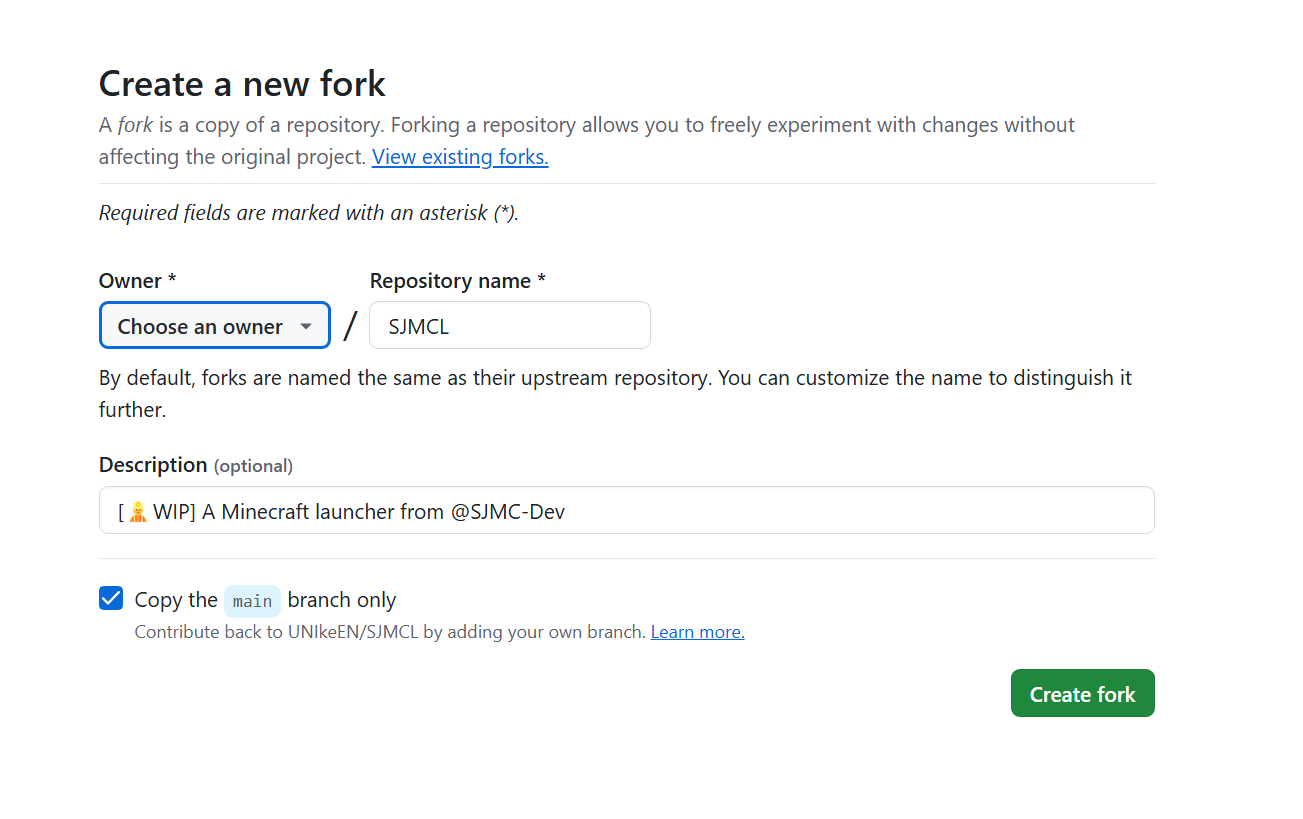 Create a new fork
A fork is a copy of a repository. Forking a repository allows you to freely experiment with changes without
affecting the original project. View existing forks.
Required fields are marked with an asterisk (*).
Owner *
Repository name *
Choose an owner / SJMCL
By default, forks are named the same as their upstream repository. You can customize the name to distinguish it
further.
Description (optional)
[👷WIP] A Minecraft launcher from @SJMC-Dev
Copy the main branch only
Contribute back to UNIkeEN/SJMCL by adding your own branch. Learn more.
Create fork